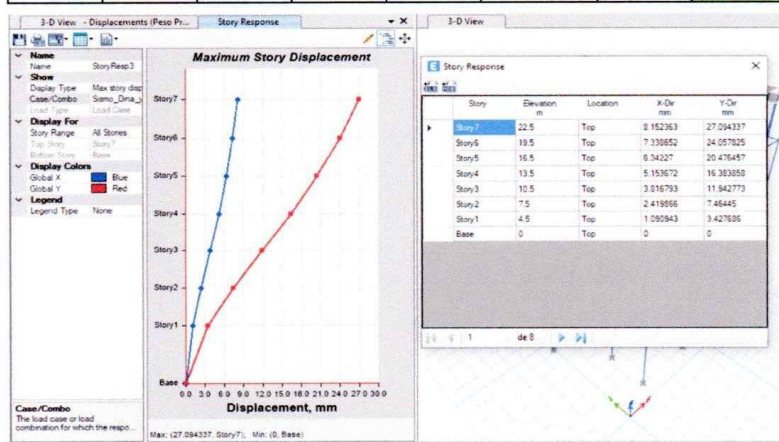 3-D View - Displacements (Peso Pr...
Story Response
3-D View
Name
Name StoryResp3
Show
Display Type Max story disp
Case/Combo
Load Type Load Case
Display For
Story Range All Stories
Top Story Story7
Bottom Story Base
Display Colors
Global X Blue
Global Y Red
Legend
Legend Type None
Case/Combo
The load case or load
combination for which the respo...
Maximum Story Displacement
Story7
Story6
Story5
Story4
Story3
Story2
Story1
Base
0.0 3.0 6.0 9.0 12.0 15.0 18.0 21.0 24.0 27.0 30.0
Displacement, mm
Max: (27.094337, Story7); Min: (0, Base)
Story Response
Story Elevation Location X-Dir Y-Dir
m mm mm
Story7 22.5 Top 8.152363 27.094337
Story6 19.5 Top 7.338652 24.057825
Story5 16.5 Top 6.34227 20.476457
Story4 13.5 Top 5.153672 16.383858
Story3 10.5 Top 3.816793 11.942773
Story2 7.5 Top 2.419866 7.46445
Story1 4.5 Top 1.090943 3.427686
Base 0 Top 0 0
1 de 8